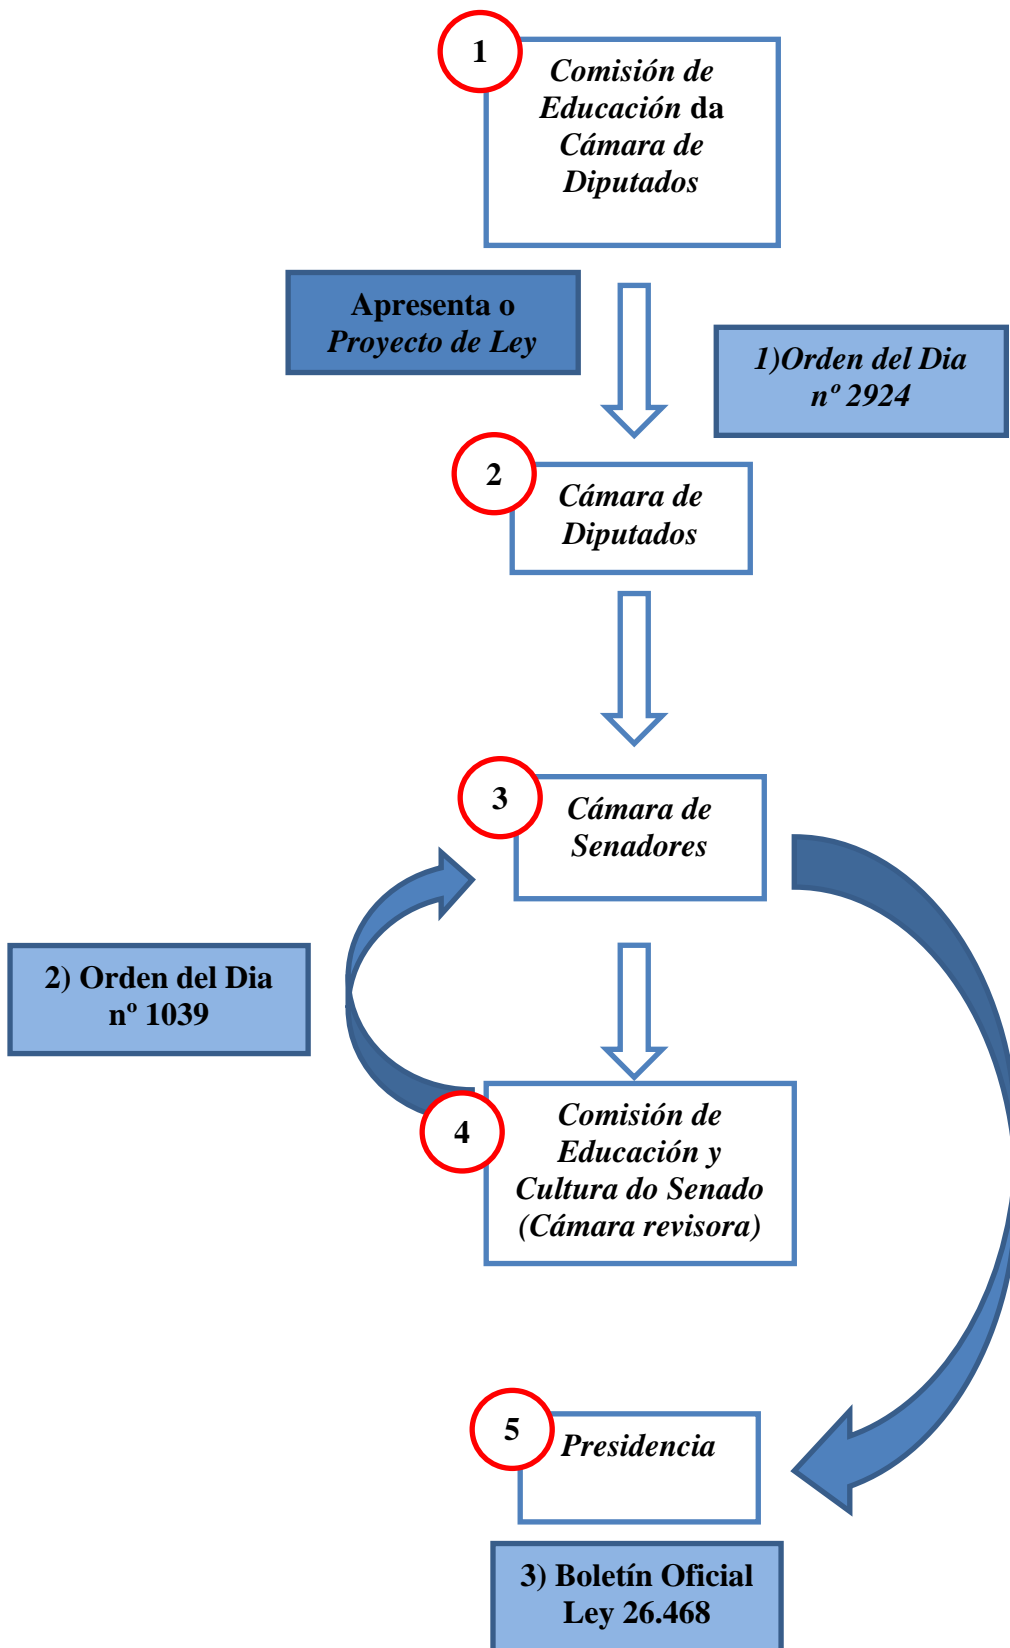 1
Comisión de
Educación da
Cámara de
Diputados
Apresenta o
Proyecto de Ley
1)Orden del Dia
nº 2924
2
Cámara de
Diputados
3
Cámara de
Senadores
2) Orden del Dia
nº 1039
4
Comisión de
Educación y
Cultura do Senado
(Cámara revisora)
5
Presidencia
3) Boletín Oficial
Ley 26.468